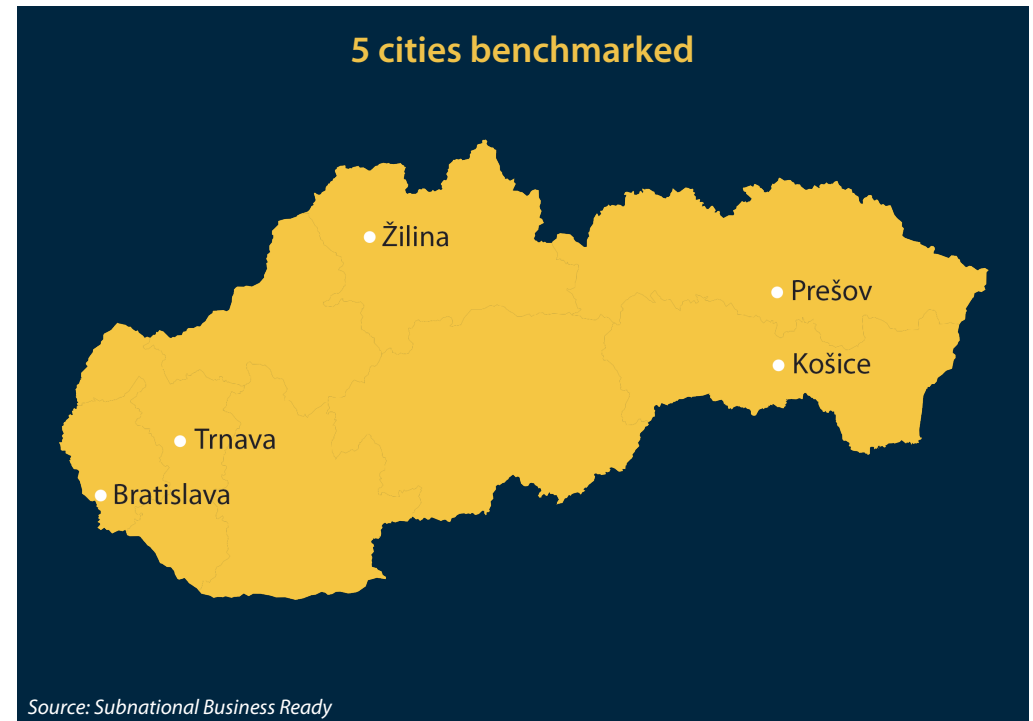 5 cities benchmarked
Žilina
Prešov
Košice
Trnava
Bratislava
Source: Subnational Business Ready